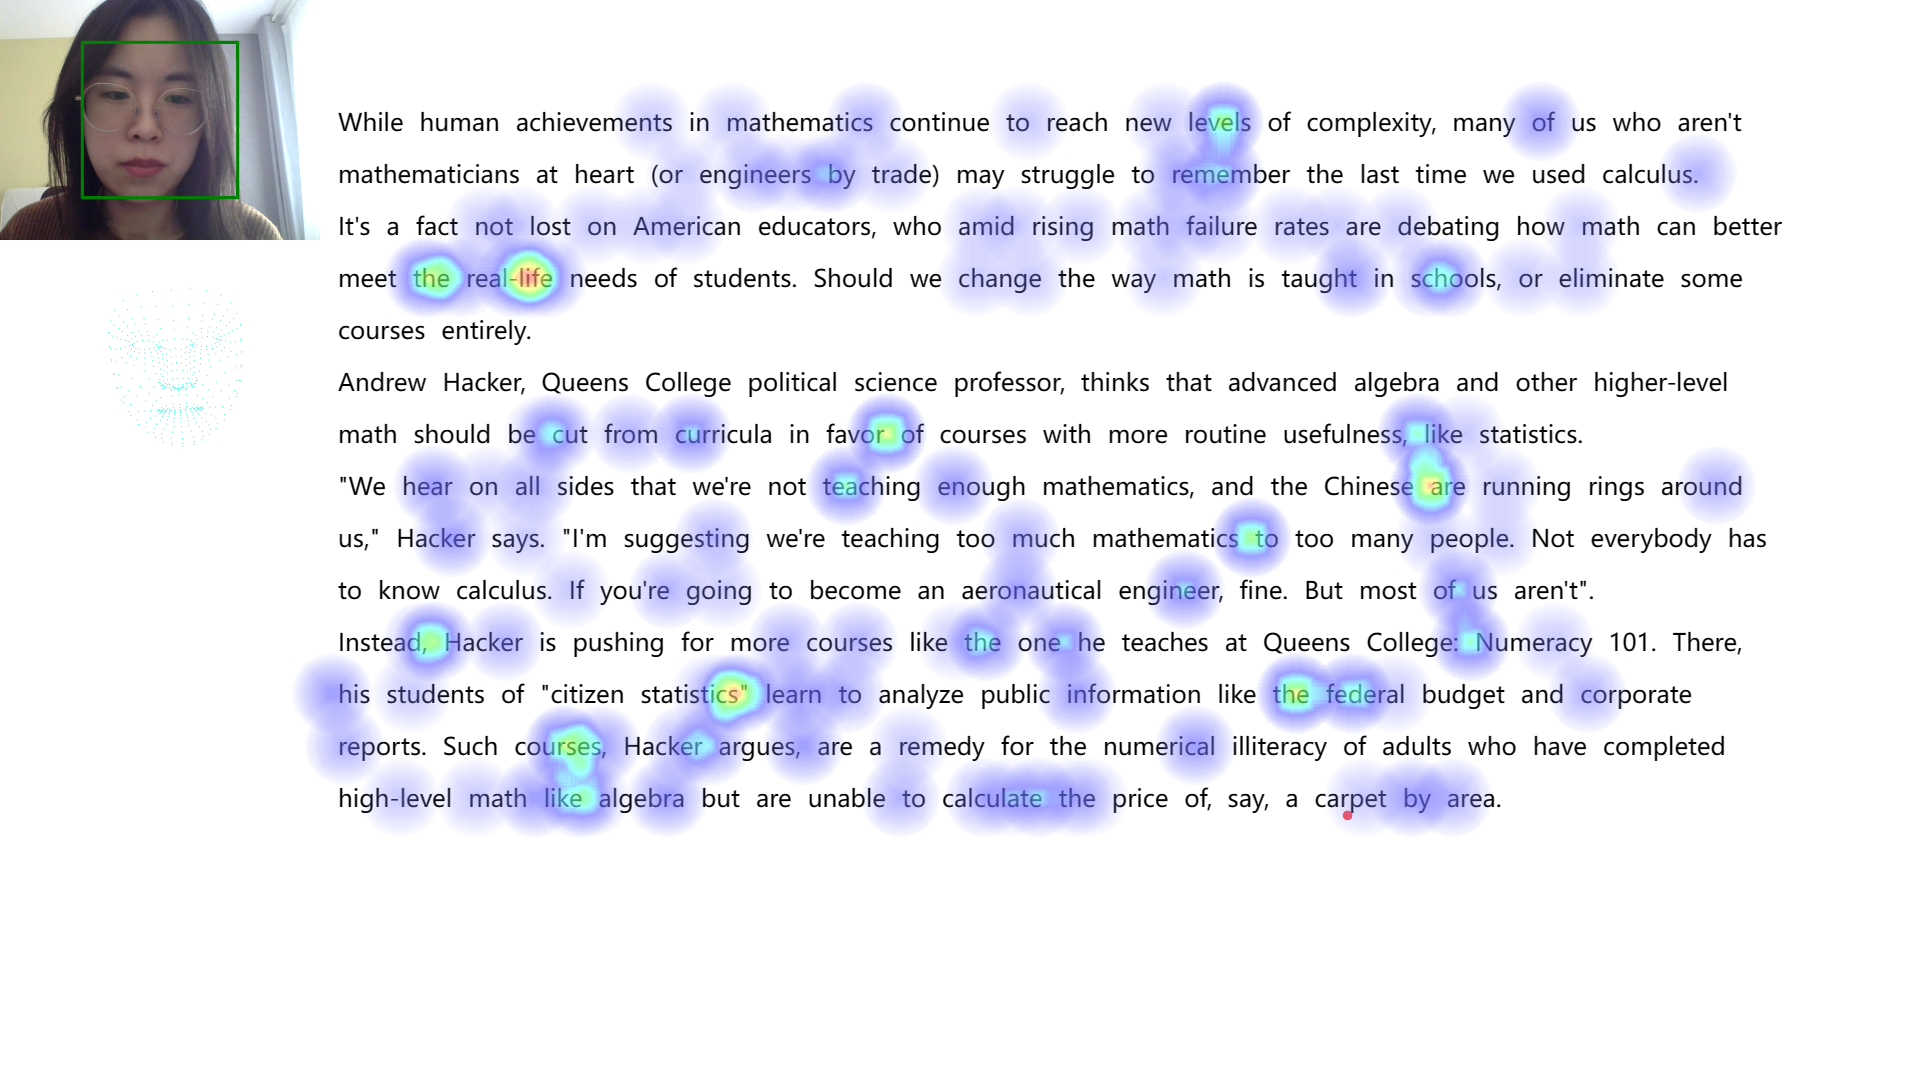 While human achievements in mathematics continue to reach new levels of complexity, many of us who aren't
mathematicians at heart (or engineers by trade) may struggle to remember the last time we used calculus.
It's a fact not lost on American educators, who amid rising math failure rates are debating how math can better
meet the real-life needs of students. Should we change the way math is taught in schools, or eliminate some
courses entirely.
Andrew Hacker, Queens College political science professor, thinks that advanced algebra and other higher-level
math should be cut from curricula in favor of courses with more routine usefulness, like statistics.
"We hear on all sides that we're not teaching enough mathematics, and the Chinese are running rings around
us," Hacker says. "I'm suggesting we're teaching too much mathematics to too many people. Not everybody has
to know calculus. If you're going to become an aeronautical engineer, fine. But most of us aren't".
Instead, Hacker is pushing for more courses like the one he teaches at Queens College: Numeracy 101. There,
his students of "citizen statistics" learn to analyze public information like the federal budget and corporate
reports. Such courses, Hacker argues, are a remedy for the numerical illiteracy of adults who have completed
high-level math like algebra but are unable to calculate the price of, say, a carpet by area.